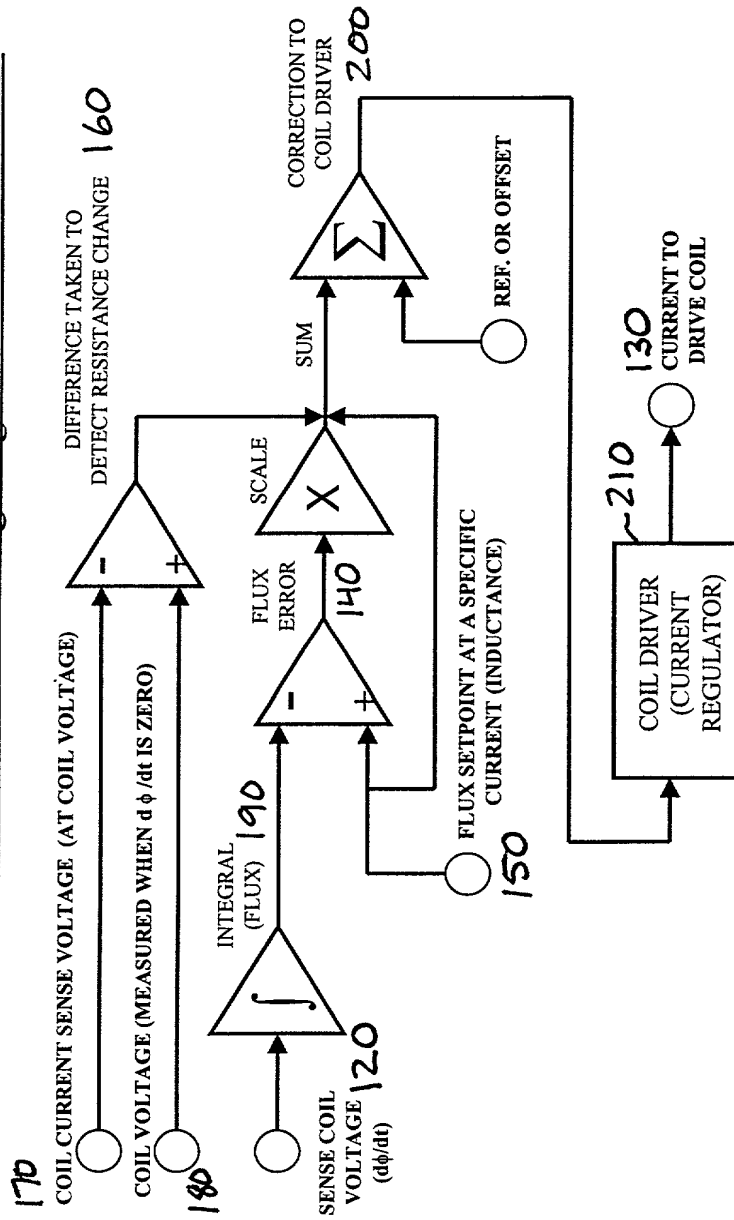 170
COIL CURRENT SENSE VOLTAGE (AT COIL VOLTAGE)
COIL VOLTAGE (MEASURED WHEN d ϕ /dt IS ZERO)
180
-
+
DIFFERENCE TAKEN TO
DETECT RESISTANCE CHANGE 160
SENSE COIL
VOLTAGE 120
(dϕ/dt)
∫
INTEGRAL
(FLUX) 190
-
+
FLUX
ERROR
140
SCALE
X
SUM
CORRECTION TO
COIL DRIVER
200
Σ
REF. OR OFFSET
150
FLUX SETPOINT AT A SPECIFIC
CURRENT (INDUCTANCE)
COIL DRIVER
(CURRENT
REGULATOR)
~210
130
CURRENT TO
DRIVE COIL